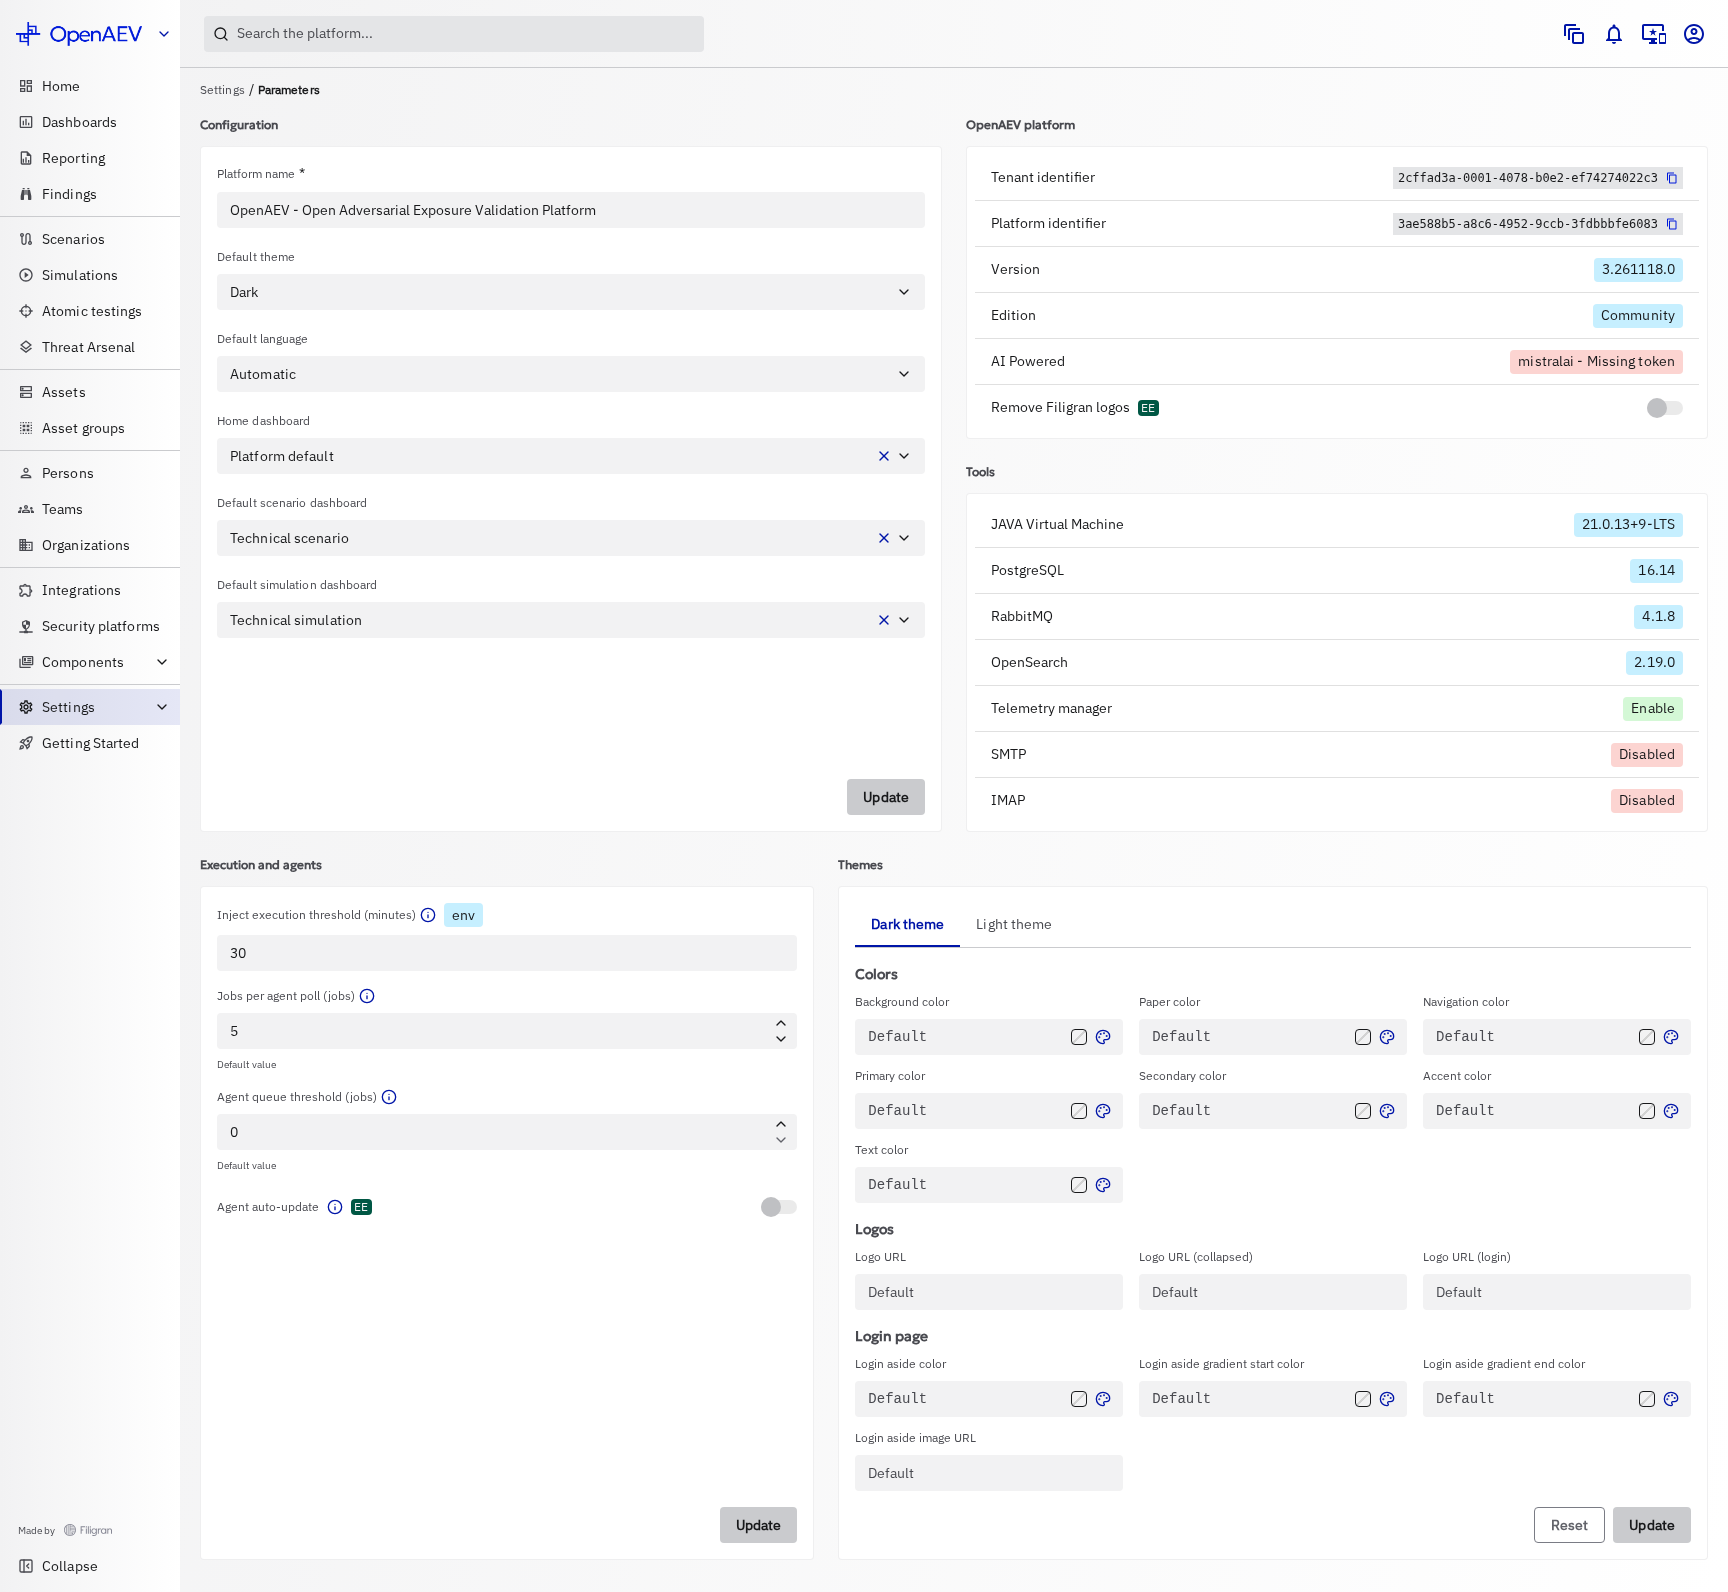 OpenAEV
Search the platform...
Home
Dashboards
Reporting
Findings
Scenarios
Simulations
Atomic testings
Threat Arsenal
Assets
Asset groups
Persons
Teams
Organizations
Integrations
Security platforms
Components
Settings
Getting Started
Made by Filigran
Collapse
Settings / Parameters
Configuration
Platform name *
OpenAEV - Open Adversarial Exposure Validation Platform
Default theme
Dark
Default language
Automatic
Home dashboard
Platform default
Default scenario dashboard
Technical scenario
Default simulation dashboard
Technical simulation
Update
OpenAEV platform
Tenant identifier 2cffad3a-0001-4078-b0e2-ef74274022c3
Platform identifier 3ae588b5-a8c6-4952-9ccb-3fdbbbfe6083
Version 3.261118.0
Edition Community
AI Powered mistralai - Missing token
Remove Filigran logos EE
Tools
JAVA Virtual Machine 21.0.13+9-LTS
PostgreSQL 16.14
RabbitMQ 4.1.8
OpenSearch 2.19.0
Telemetry manager Enable
SMTP Disabled
IMAP Disabled
Execution and agents
Inject execution threshold (minutes) env
30
Jobs per agent poll (jobs)
5
Default value
Agent queue threshold (jobs)
0
Default value
Agent auto-update EE
Update
Themes
Dark theme Light theme
Colors
Background color Paper color Navigation color
Default Default Default
Primary color Secondary color Accent color
Default Default Default
Text color
Default
Logos
Logo URL Logo URL (collapsed) Logo URL (login)
Default Default Default
Login page
Login aside color Login aside gradient start color Login aside gradient end color
Default Default Default
Login aside image URL
Default
Reset Update